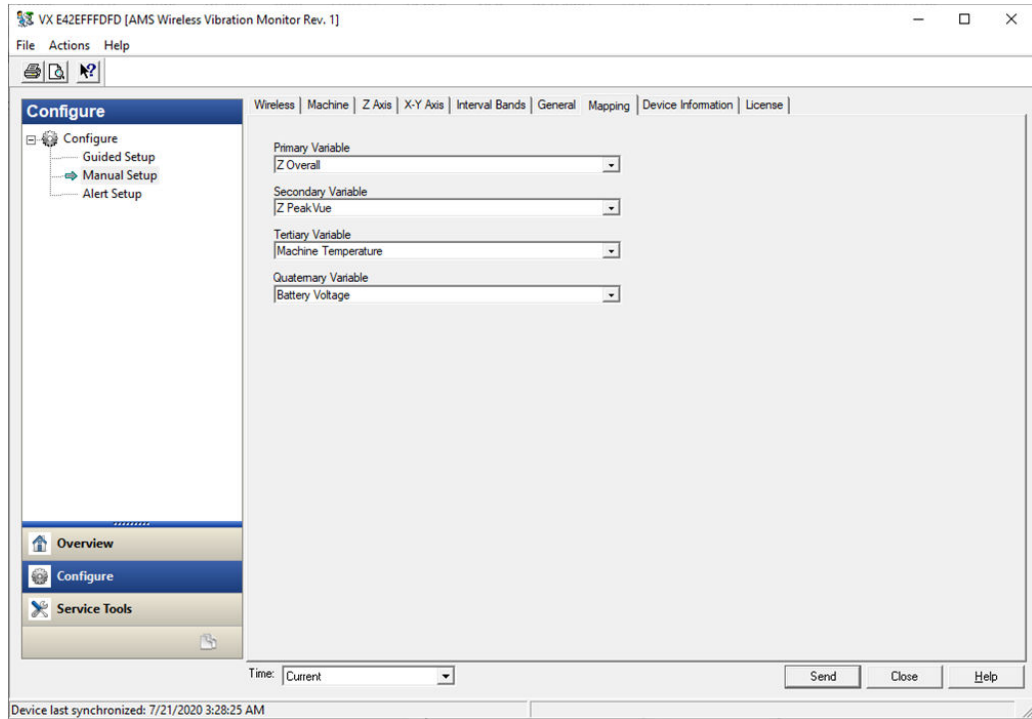 VX E42EFFFDFD [AMS Wireless Vibration Monitor Rev. 1]
File Actions Help
Configure
Configure
Guided Setup
Manual Setup
Alert Setup
Overview
Configure
Service Tools
Wireless Machine Z Axis X-Y Axis Interval Bands General Mapping Device Information License
Primary Variable
Z Overall
Secondary Variable
Z PeakVue
Tertiary Variable
Machine Temperature
Quaternary Variable
Battery Voltage
Time: Current Send Close Help
Device last synchronized: 7/21/2020 3:28:25 AM